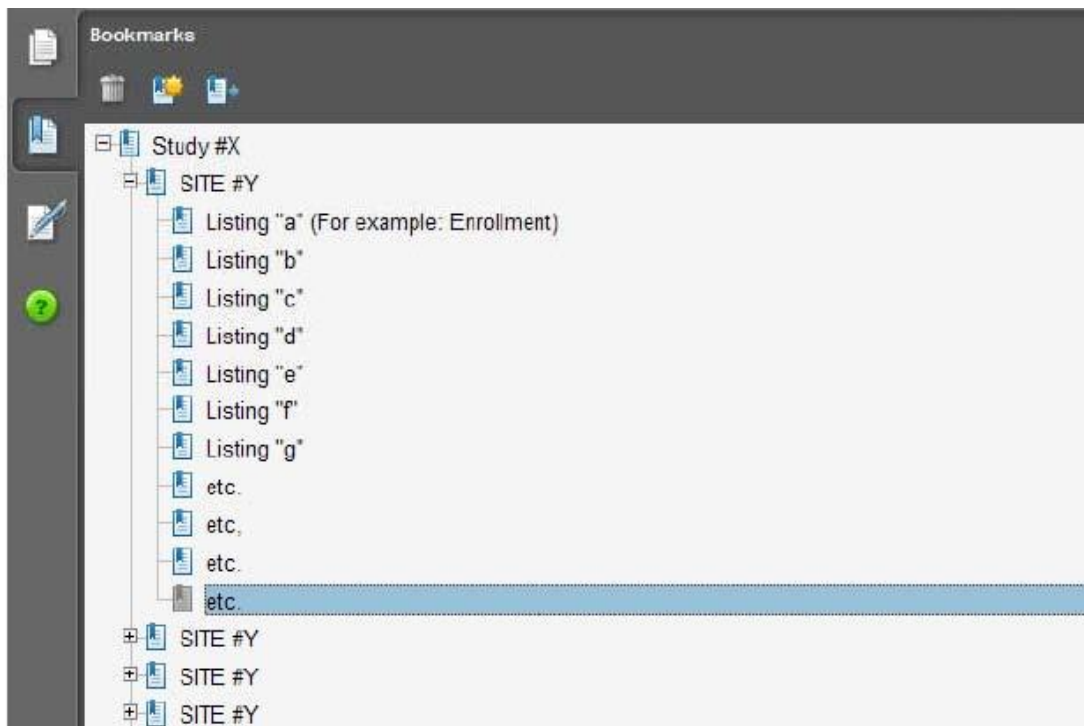 Bookmarks
Study #X
SITE #Y
Listing "a" (For example: Enrollment)
Listing "b"
Listing "c"
Listing "d"
Listing "e"
Listing "f"
Listing "g"
etc.
etc,
etc.
etc.
SITE #Y
SITE #Y
SITE #Y